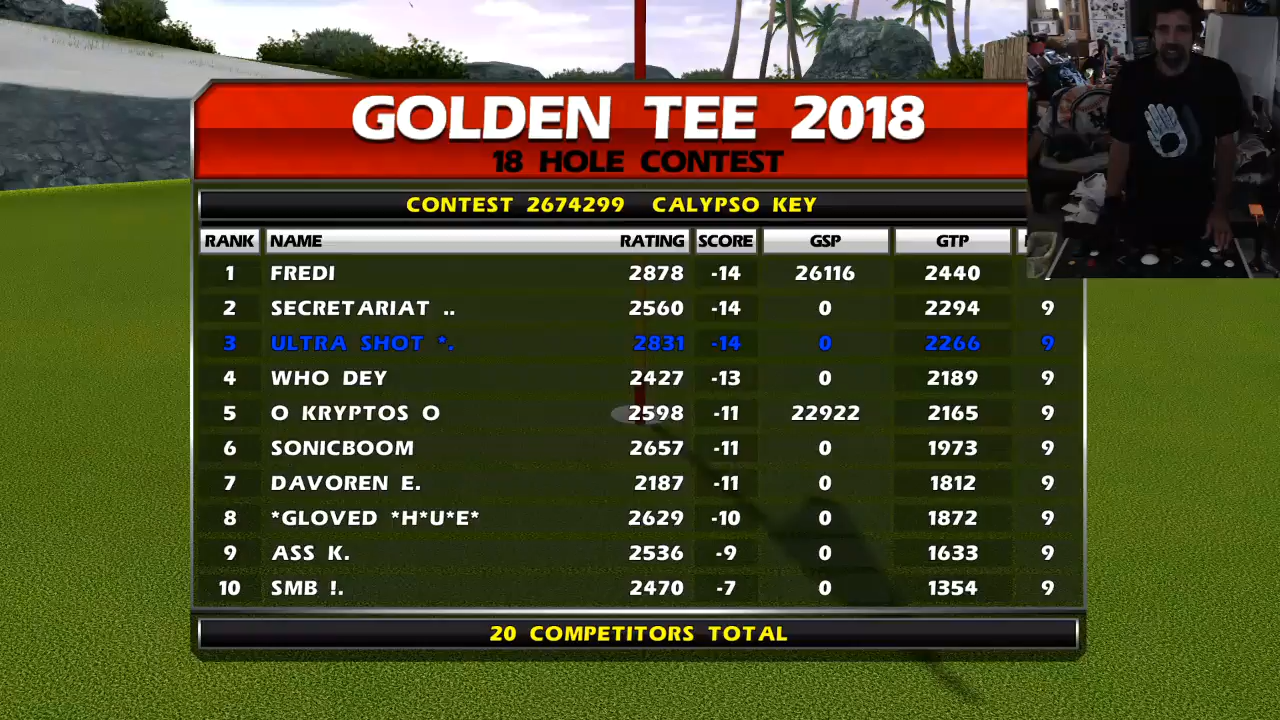 GOLDEN TEE 2018
18 HOLE CONTEST
CONTEST 2674299 CALYPSO KEY
RANK NAME RATING SCORE GSP GTP
1 FREDI 2878 -14 26116 2440
2 SECRETARIAT .. 2560 -14 0 2294 9
3 ULTRA SHOT *. 2831 -14 0 2266 9
4 WHO DEY 2427 -13 0 2189 9
5 O KRYPTOS O 2598 -11 22922 2165 9
6 SONICBOOM 2657 -11 0 1973 9
7 DAVOREN E. 2187 -11 0 1812 9
8 *GLOVED *H*U*E* 2629 -10 0 1872 9
9 ASS K. 2536 -9 0 1633 9
10 SMB !. 2470 -7 0 1354 9
20 COMPETITORS TOTAL